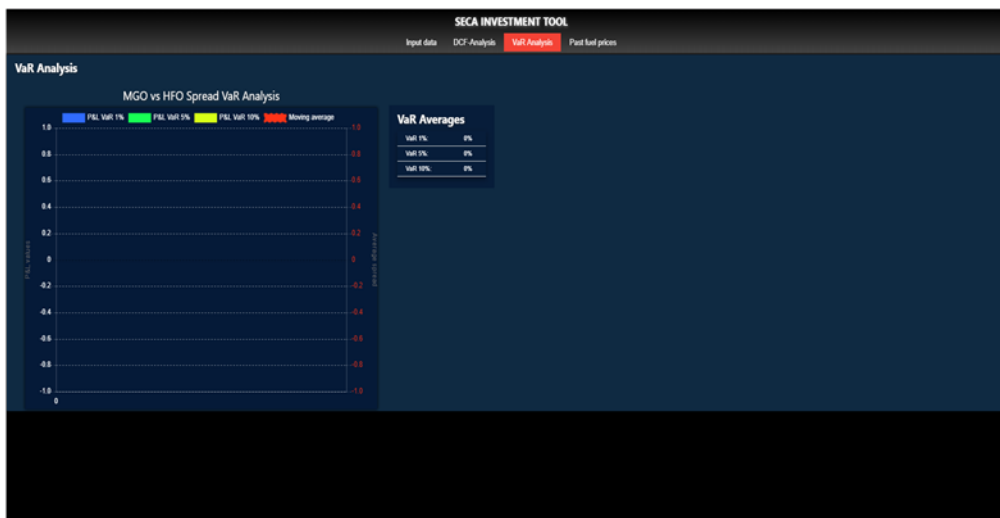 SECA INVESTMENT TOOL
Input data DCF-Analysis VaR Analysis Past fuel prices
VaR Analysis
MGO vs HFO Spread VaR Analysis
P&L VaR 1% P&L VaR 5% P&L VaR 10% Moving average
1.0 1.0
0.8 0.8
0.6 0.6
0.4 0.4
0.2 0.2
0 0
-0.2 -0.2
-0.4 -0.4
-0.6 -0.6
-0.8 -0.8
-1.0 -1.0
0
P&L values
Average spread
VaR Averages
VaR 1%: 0%
VaR 5%: 0%
VaR 10%: 0%